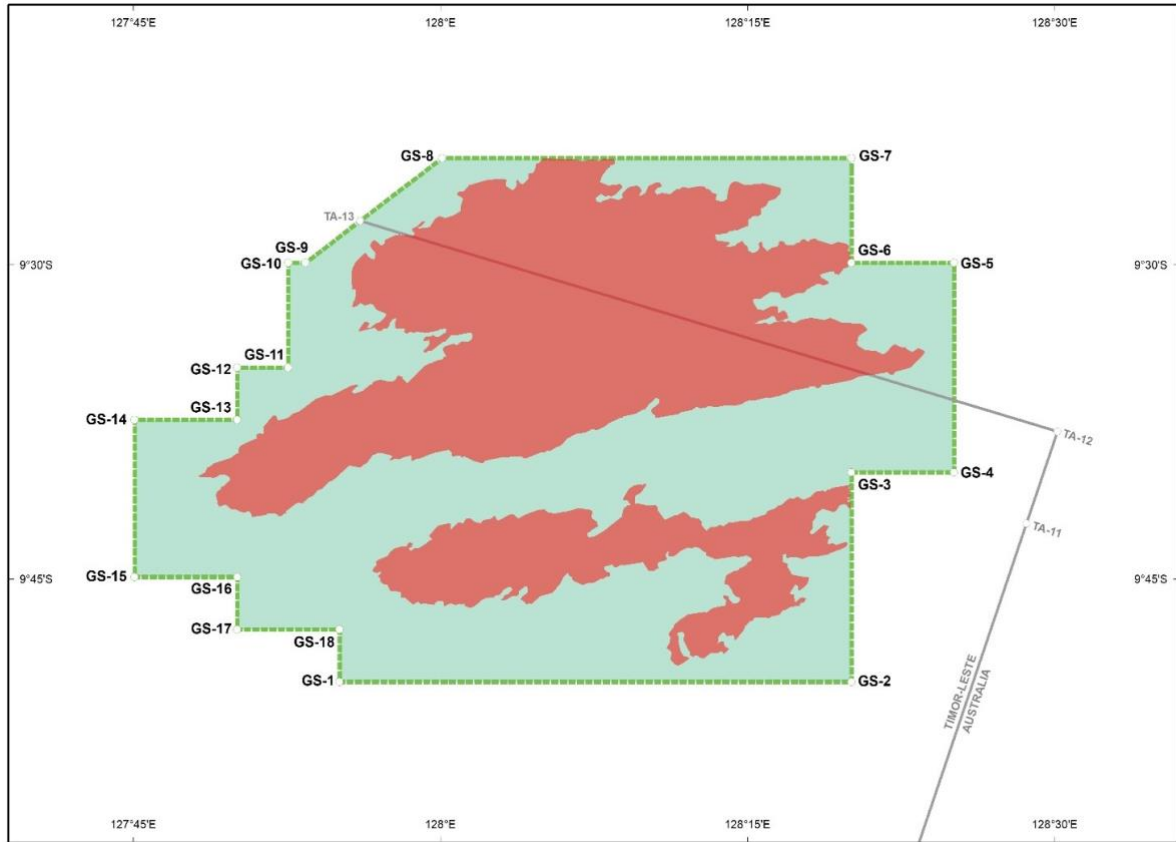 127°45'E 128°E 128°15'E 128°30'E
GS-8 GS-7
TA-13
GS-9 GS-6
GS-10 GS-5
9°30'S 9°30'S
GS-11
GS-12
GS-13
GS-14
TA-12
GS-3 GS-4
TA-11
GS-15 GS-16
9°45'S 9°45'S
GS-17 GS-18
GS-1 GS-2
TIMOR-LESTE
AUSTRALIA
127°45'E 128°E 128°15'E 128°30'E